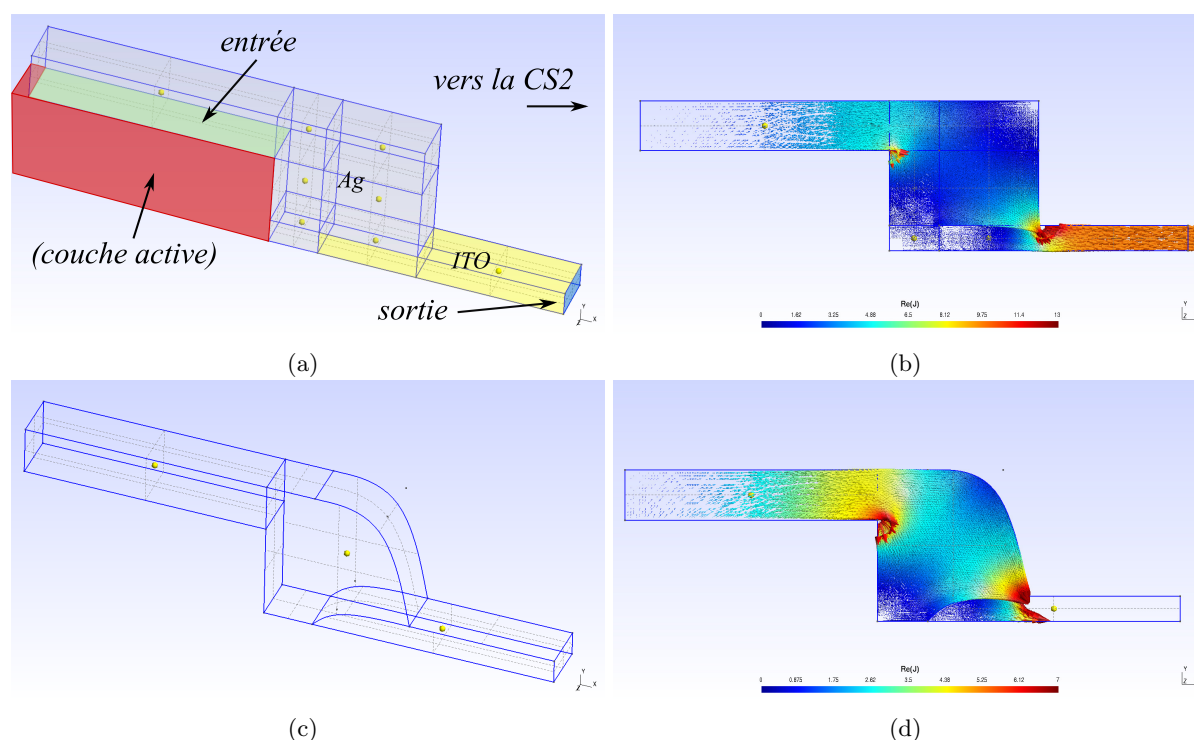 entrée
vers la CS2
Ag
(couche active)
ITO
sortie
Y
Z X
(a)
Re(J)
0 1.62 3.25 4.88 6.5 8.12 9.75 11.4 13
Y
Z
(b)
Y
Z X
(c)
Re(J)
0 0.875 1.75 2.62 3.5 4.38 5.25 6.12 7
Y
Z
(d)